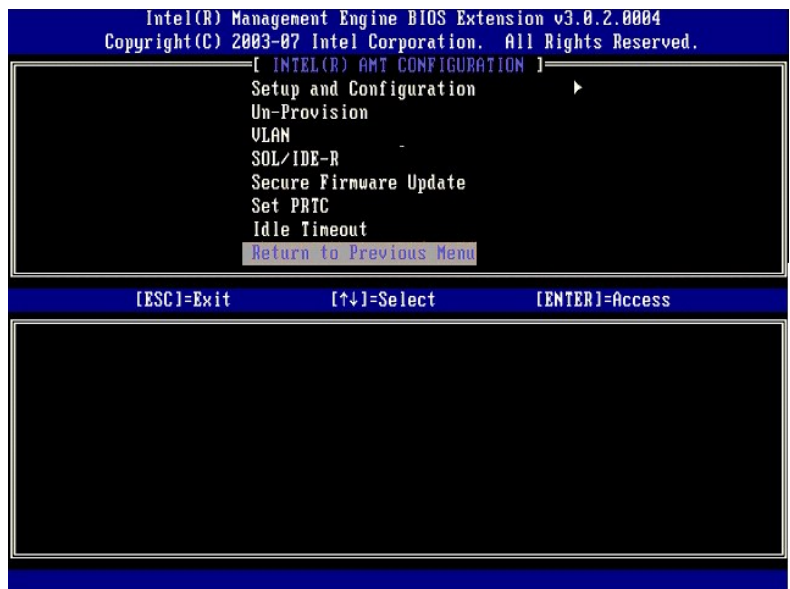 Intel(R) Management Engine BIOS Extension v3.0.2.0004
Copyright(C) 2003-07 Intel Corporation. All Rights Reserved.
[ INTEL(R) AMT CONFIGURATION ]
Setup and Configuration ►
Un-Provision
VLAN
SOL/IDE-R
Secure Firmware Update
Set PRTC
Idle Timeout
Return to Previous Menu
[ESC]=Exit [↑↓]=Select [ENTER]=Access